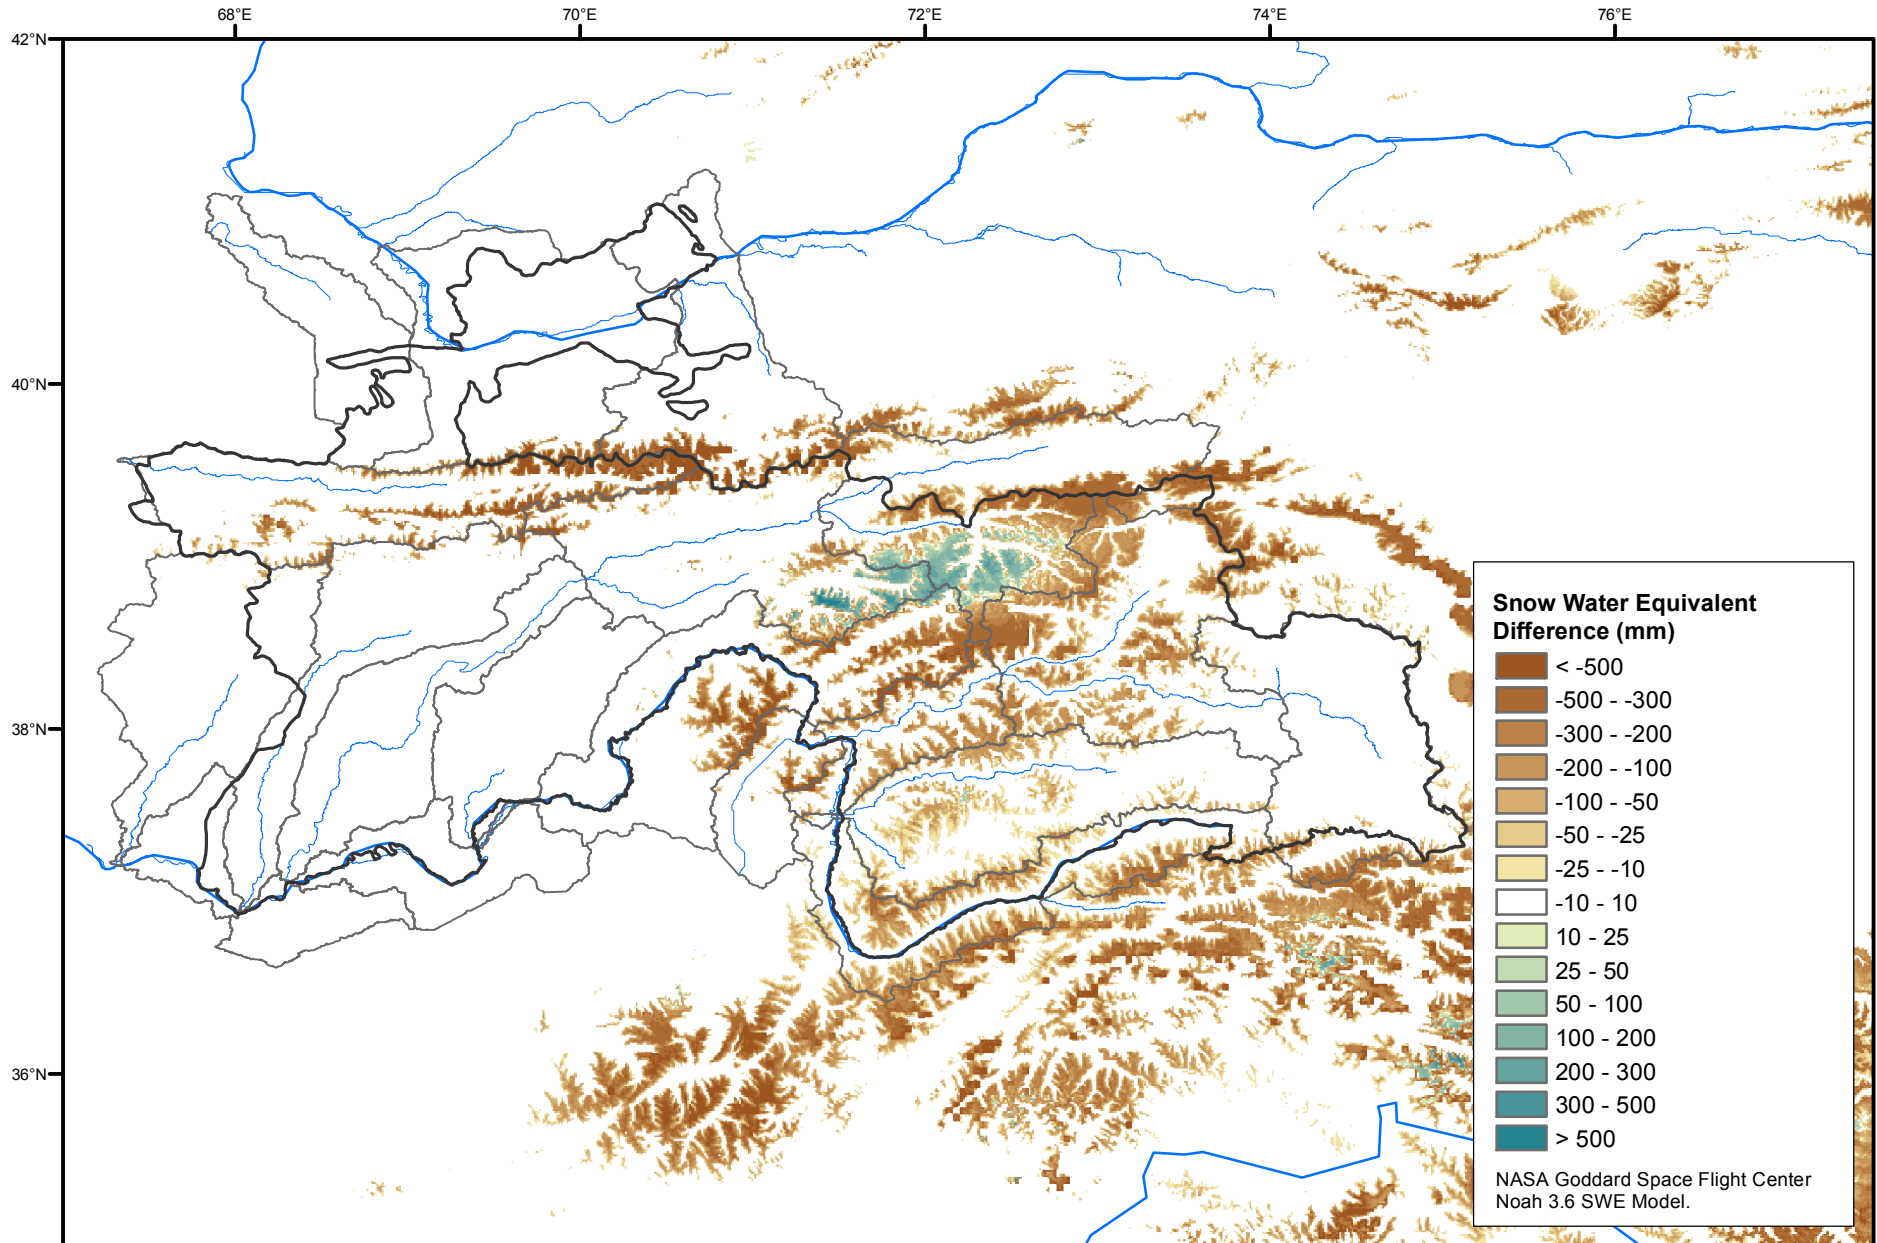 68°E
70°E
72°E
74°E
76°E
42°N
40°N
38°N
36°N
Snow Water Equivalent
Difference (mm)
< -500
-500 - -300
-300 - -200
-200 - -100
-100 - -50
-50 - -25
-25 - -10
-10 - 10
10 - 25
25 - 50
50 - 100
100 - 200
200 - 300
300 - 500
> 500
NASA Goddard Space Flight Center
Noah 3.6 SWE Model.